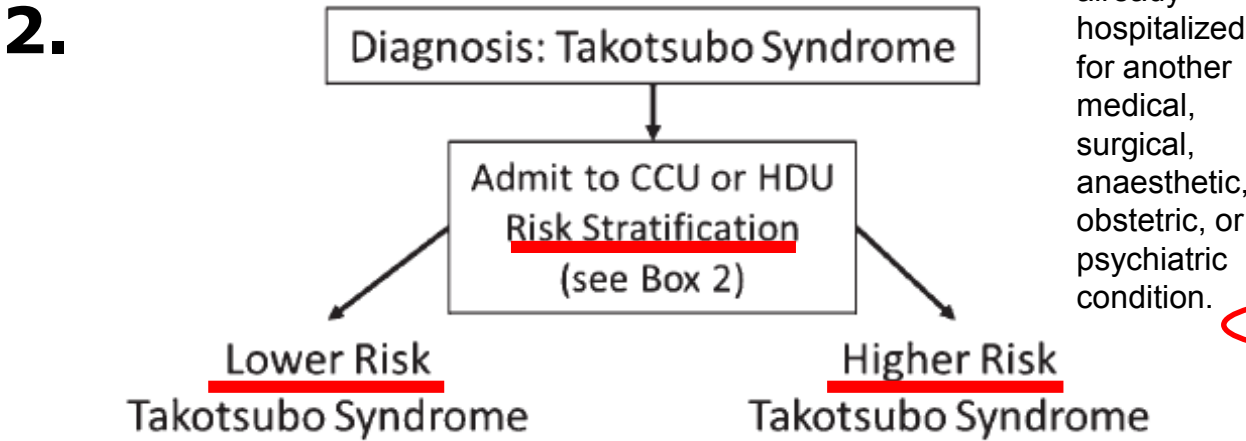 2.
Diagnosis: Takotsubo Syndrome
Admit to CCU or HDU
Risk Stratification
(see Box 2)
Lower Risk
Takotsubo Syndrome
Higher Risk
Takotsubo Syndrome
hospitalized
for another
medical,
surgical,
anaesthetic,
obstetric, or
psychiatric
condition.